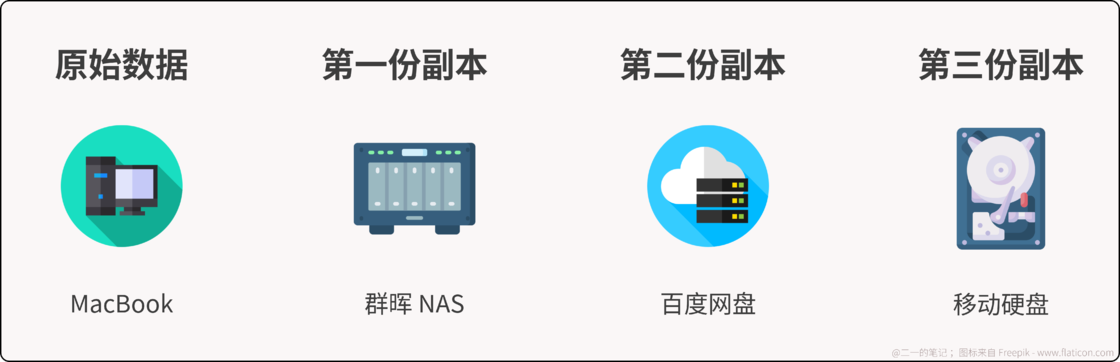 原始数据
第一份副本
第二份副本
第三份副本
MacBook
群晖 NAS
百度网盘
移动硬盘
@二一的笔记； 图标来自 Freepik - www.flaticon.com